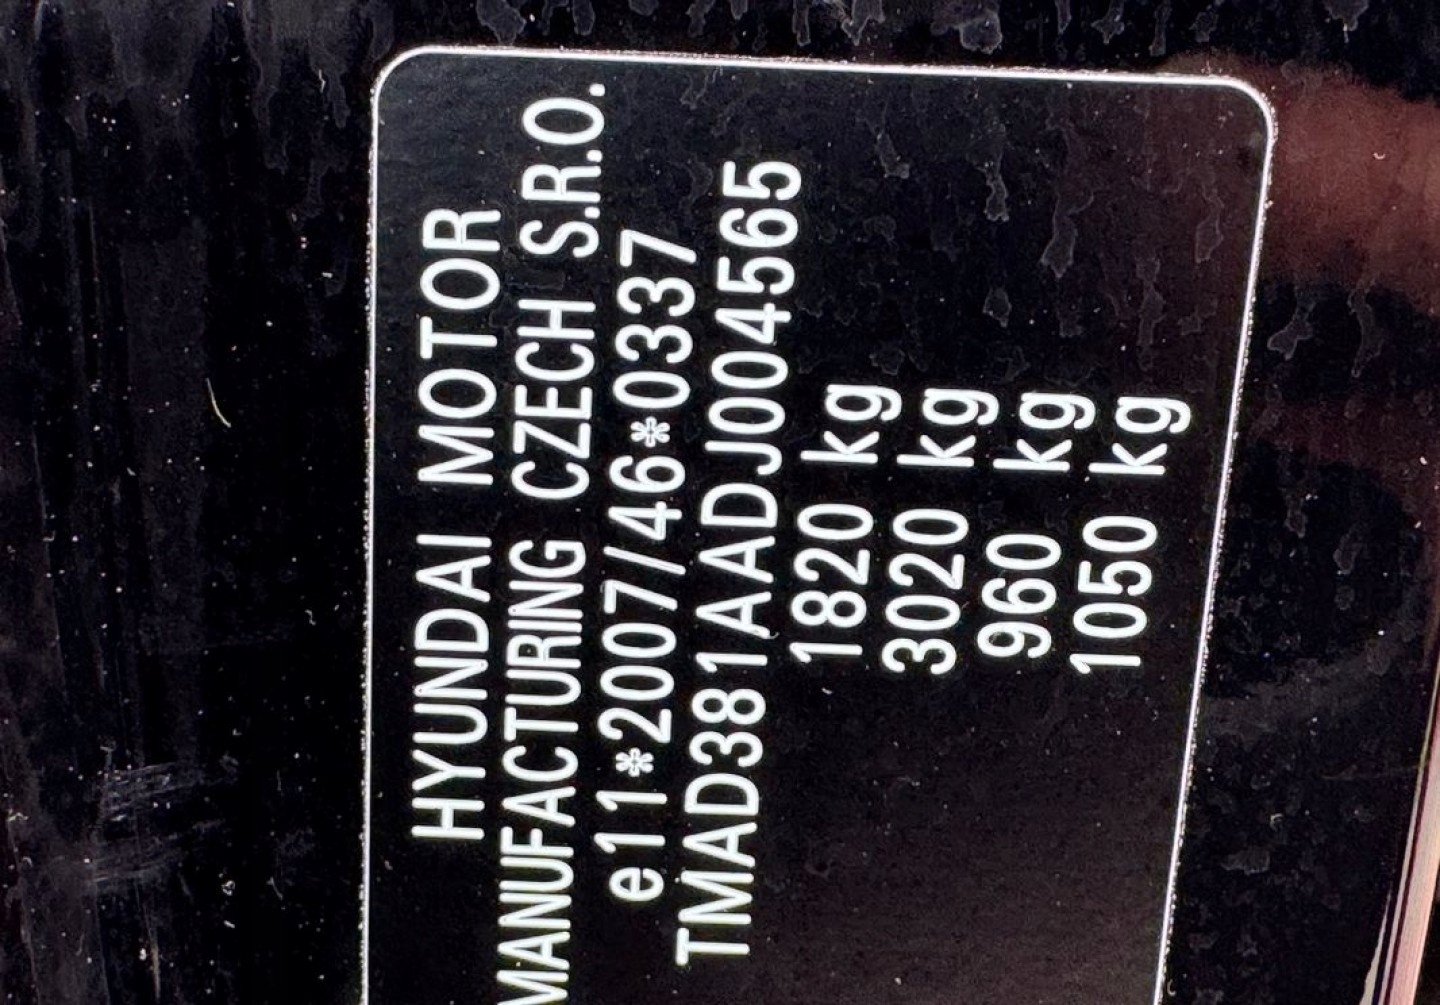 HYUNDAI MOTOR
MANUFACTURING CZECH S.R.O.
e11*2007/46*0337
TMAD381AADJ004565
1820 kg
3020 kg
960 kg
1050 kg